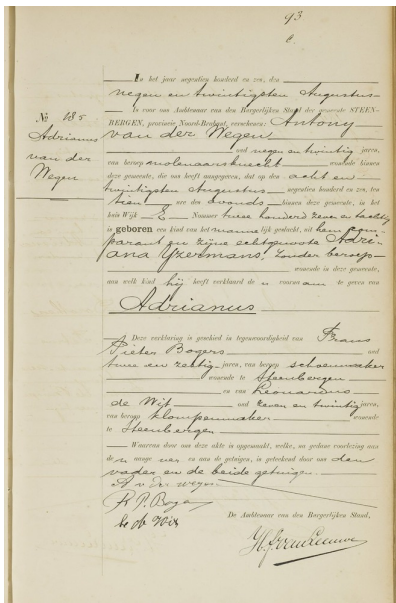 93
In het jaar negentien honderd en zes, den
negen en twintigsten Augustus
is voor ons Ambtenaar van den Burgerlijken Stand der gemeente STEEN-
BERGEN, provincie Noord-Brabant, verschenen: Antony
van der Wegen
oud negen en twintig jaren,
van beroep molenaarsknecht wonende binnen
deze gemeente, die ons heeft aangegeven, dat op den acht en
twintigsten Augustus negentien honderd en zes, ten
tien ure des avonds binnen deze gemeente, in het
huis Wijk E Nummer twee honderd zeven en tachtig
is geboren een kind van het mannelijk geslacht, uit hem com-
parant en zijne echtgenoote Adri-
ana IJzermans, zonder beroep
wonende in deze gemeente,
aan welk kind hij heeft verklaard de voornaam te geven van
Adrianus
Deze verklaring is geschied in tegenwoordigheid van Frans
Pieter Bogers oud
twee en zestig jaren, van beroep schoenmaker
wonende te Steenbergen
en van Leonardus
de Wit oud zeven en twintig jaren,
van beroep klompenmaker wonende
te Steenbergen
Waarvan door ons deze akte is opgemaakt, welke, na gedane voorlezing aan
de en aan de getuigen, is geteekend door ons den
vader en de beide getuigen
A v der wegen
De Ambtenaar van den Burgerlijken Stand,
No 185
Adrianus
van der
Wegen